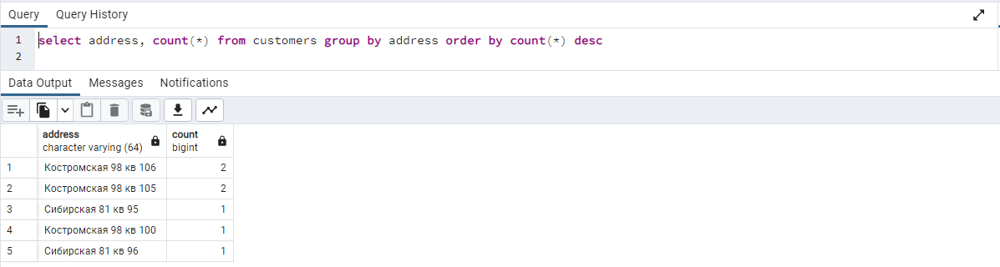 Query Query History
1 select address, count(*) from customers group by address order by count(*) desc
2
Data Output Messages Notifications
address count
character varying (64) bigint
1 Костромская 98 кв 106 2
2 Костромская 98 кв 105 2
3 Сибирская 81 кв 95 1
4 Костромская 98 кв 100 1
5 Сибирская 81 кв 96 1